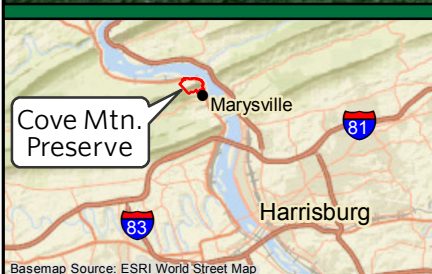 Marysville
Cove Mtn.
Preserve
81
Harrisburg
83
Basemap Source: ESRI World Street Map